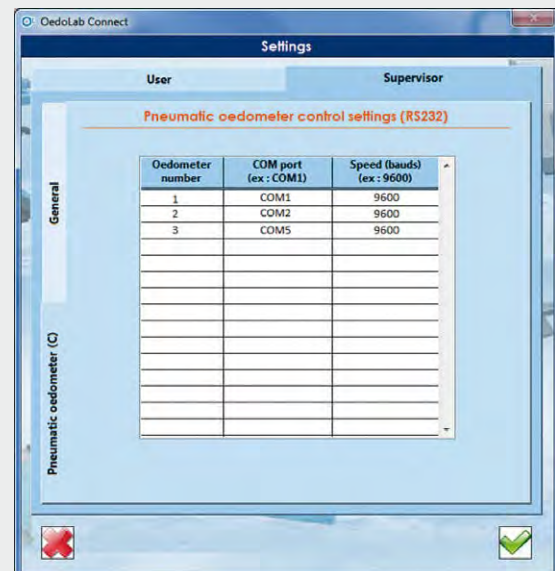 OedoLab Connect
Settings
User
Supervisor
Pneumatic oedometer control settings (RS232)
General
Pneumatic oedometer (C)
Oedometer number COM port (ex : COM1) Speed (bauds) (ex : 9600)
1 COM1 9600
2 COM2 9600
3 COM5 9600